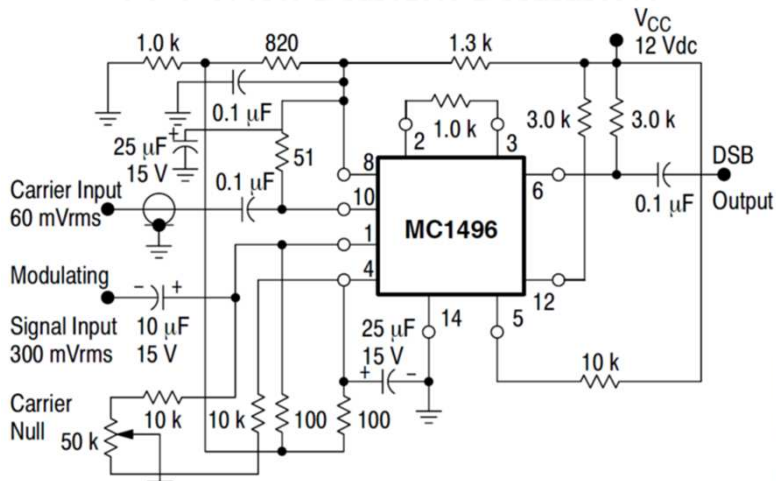 1.0 k
820
1.3 k
VCC
12 Vdc
0.1 µF
25 µF
15 V
+
51
2
1.0 k
3
3.0 k
3.0 k
Carrier Input
60 mVrms
0.1 µF
8
10
1
4
MC1496
6
12
DSB
Output
0.1 µF
Modulating
Signal Input
300 mVrms
- +
10 µF
15 V
25 µF
15 V
+ -
14
5
10 k
Carrier
Null
50 k
10 k
10 k
100
100